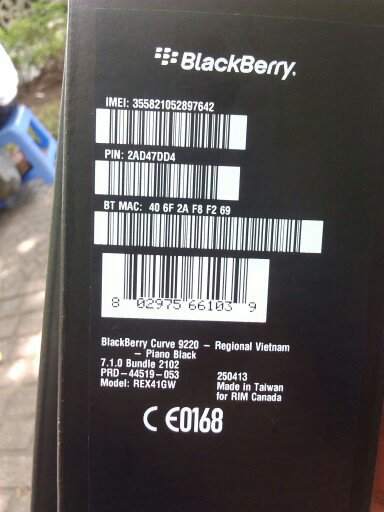 BlackBerry.
IMEI: 355821052897642
PIN: 2AD47DD4
BT MAC: 40 6F 2A F8 F2 69
8 02975 66103 9
BlackBerry Curve 9220 – Regional Vietnam
– Piano Black
7.1.0 Bundle 2102
PRD–44519–053 250413
Model: REX41GW Made in Taiwan
for RIM Canada
CE0168